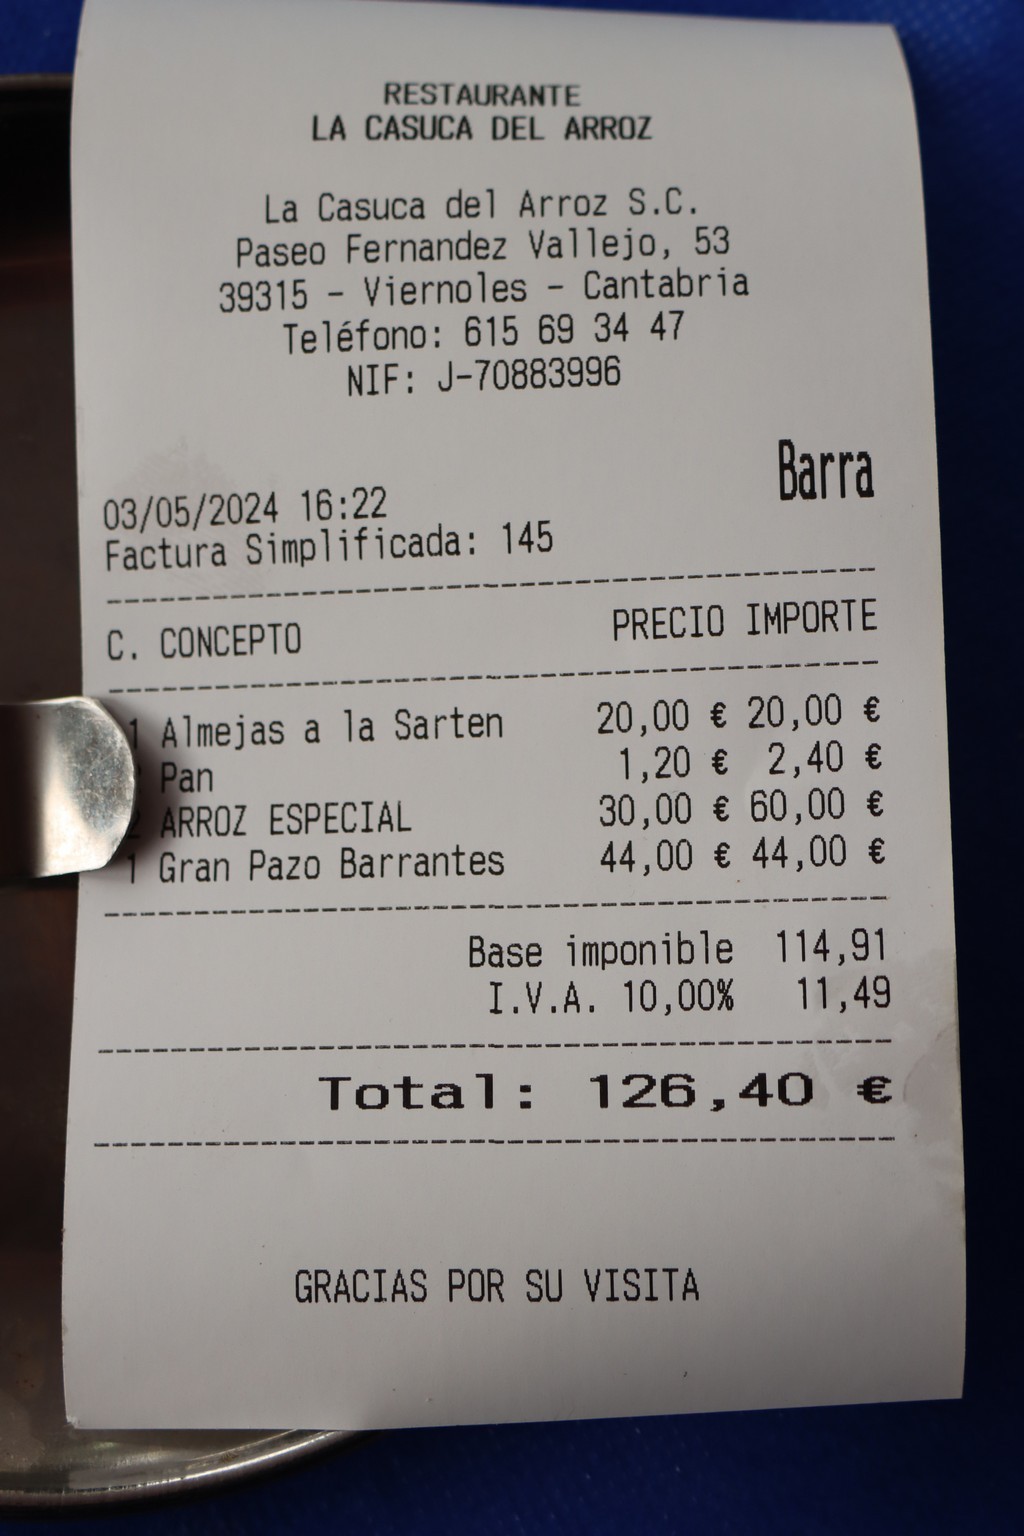 RESTAURANTE
LA CASUCA DEL ARROZ
La Casuca del Arroz S.C.
Paseo Fernandez Vallejo, 53
39315 - Viernoles - Cantabria
Teléfono: 615 69 34 47
NIF: J-70883996
Barra
03/05/2024 16:22
Factura Simplificada: 145
C. CONCEPTO PRECIO IMPORTE
1 Almejas a la Sarten 20,00 € 20,00 €
Pan 1,20 € 2,40 €
2 ARROZ ESPECIAL 30,00 € 60,00 €
1 Gran Pazo Barrantes 44,00 € 44,00 €
Base imponible 114,91
I.V.A. 10,00% 11,49
Total: 126,40 €
GRACIAS POR SU VISITA